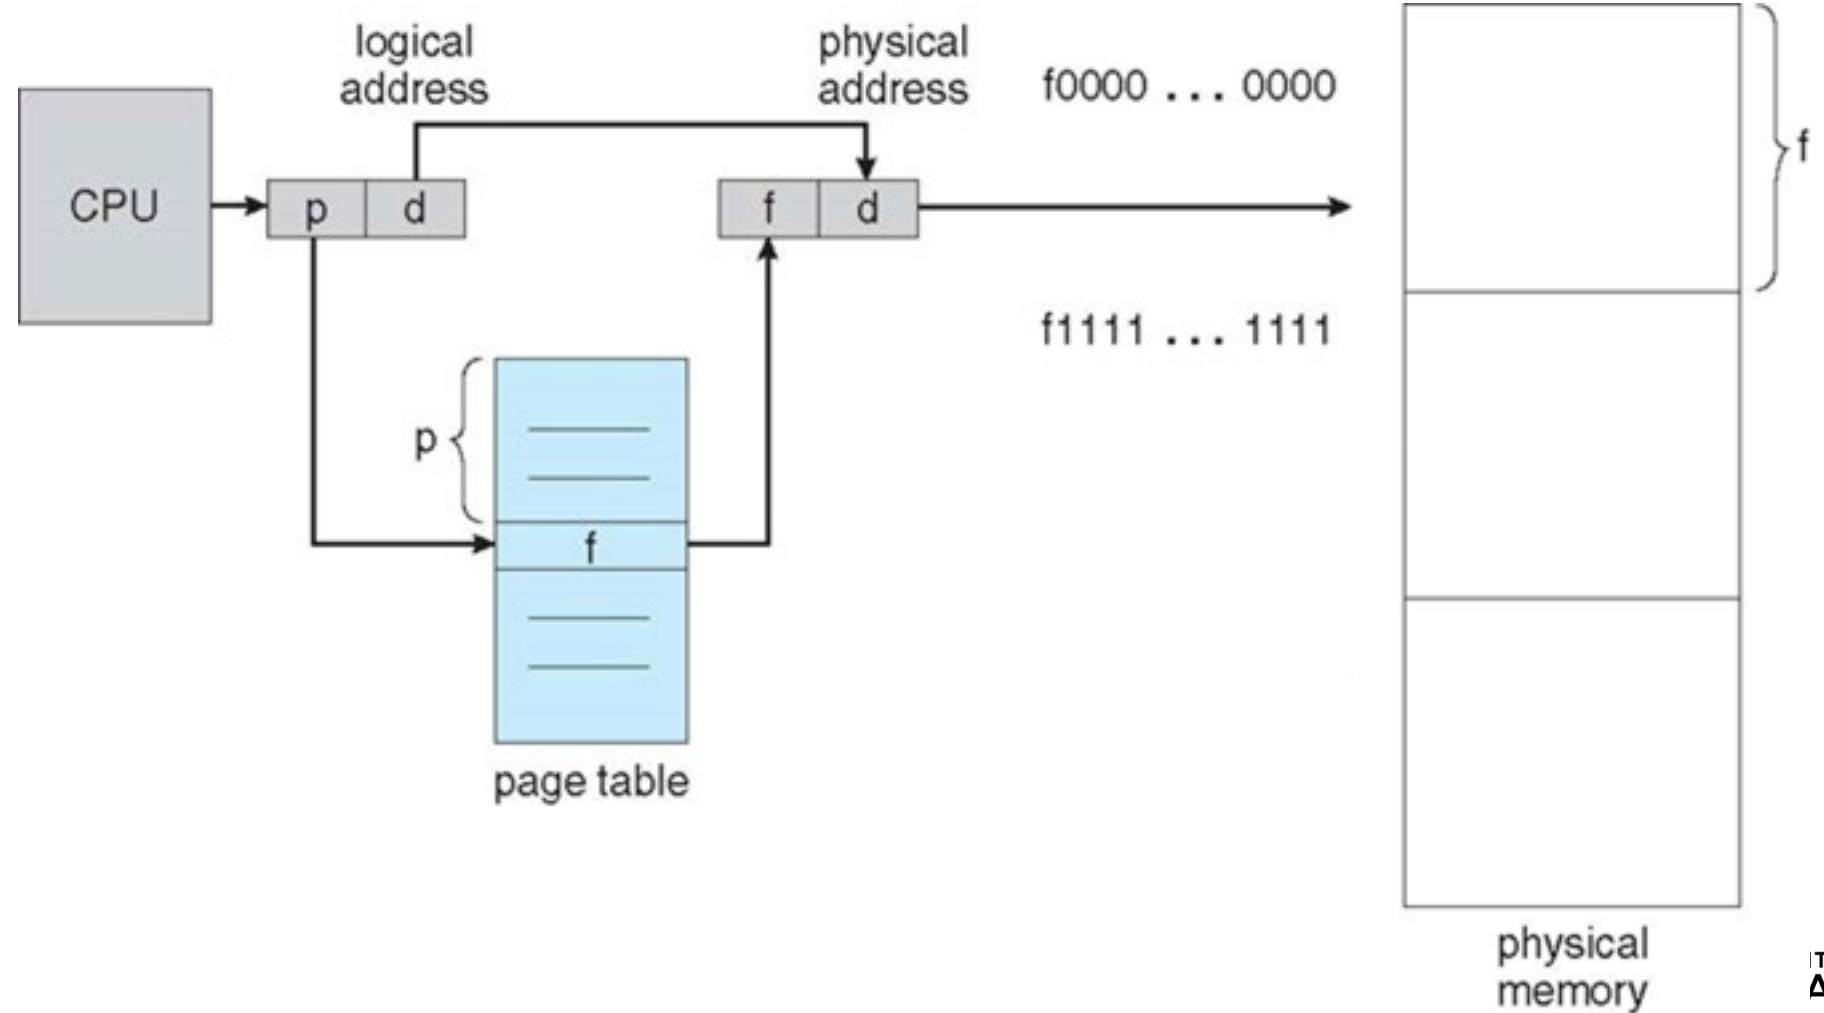 logical
address
physical
address
f0000 ... 0000
CPU
p
d
f
d
f
f1111 ... 1111
p
f
page table
physical
memory